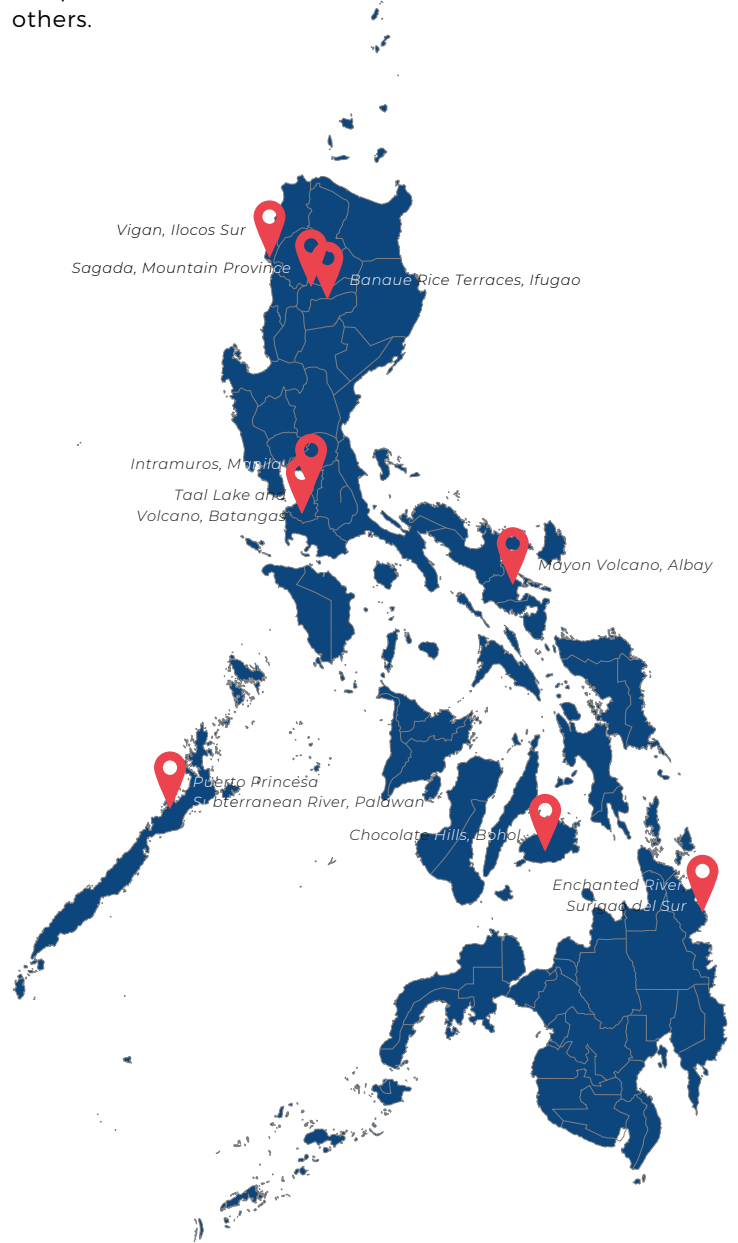 others.
Vigan, Ilocos Sur
Sagada, Mountain Province
Banaue Rice Terraces, Ifugao
Intramuros, Manila
Taal Lake and
Volcano, Batangas
Mayon Volcano, Albay
Puerto Princesa
Subterranean River, Palawan
Chocolate Hills, Bohol
Enchanted River
Surigao del Sur